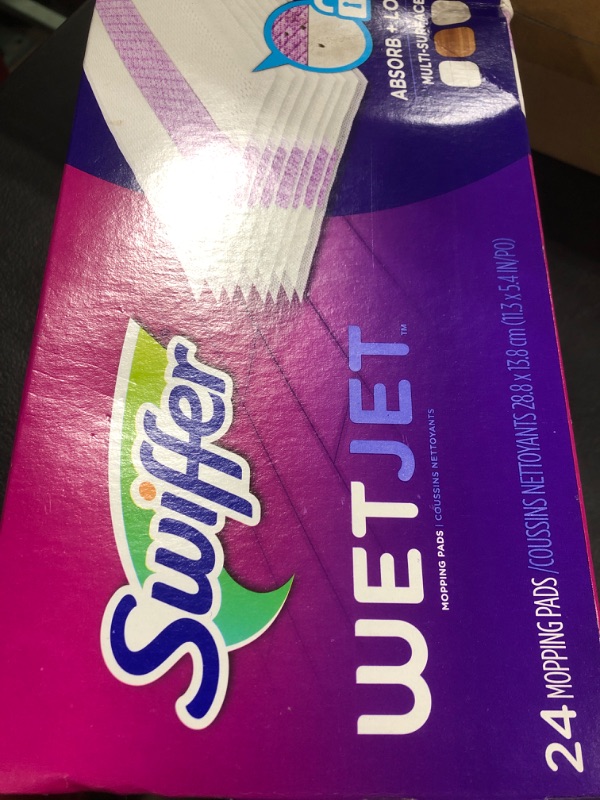 Swiffer
WETJET™
MOPPING PADS | COUSSINS NETTOYANTS
24 MOPPING PADS / COUSSINS NETTOYANTS 28.8 x 13.8 cm (11.3 x 5.4 IN/PO)
ABSORB + LO
MULTI-SURFACE